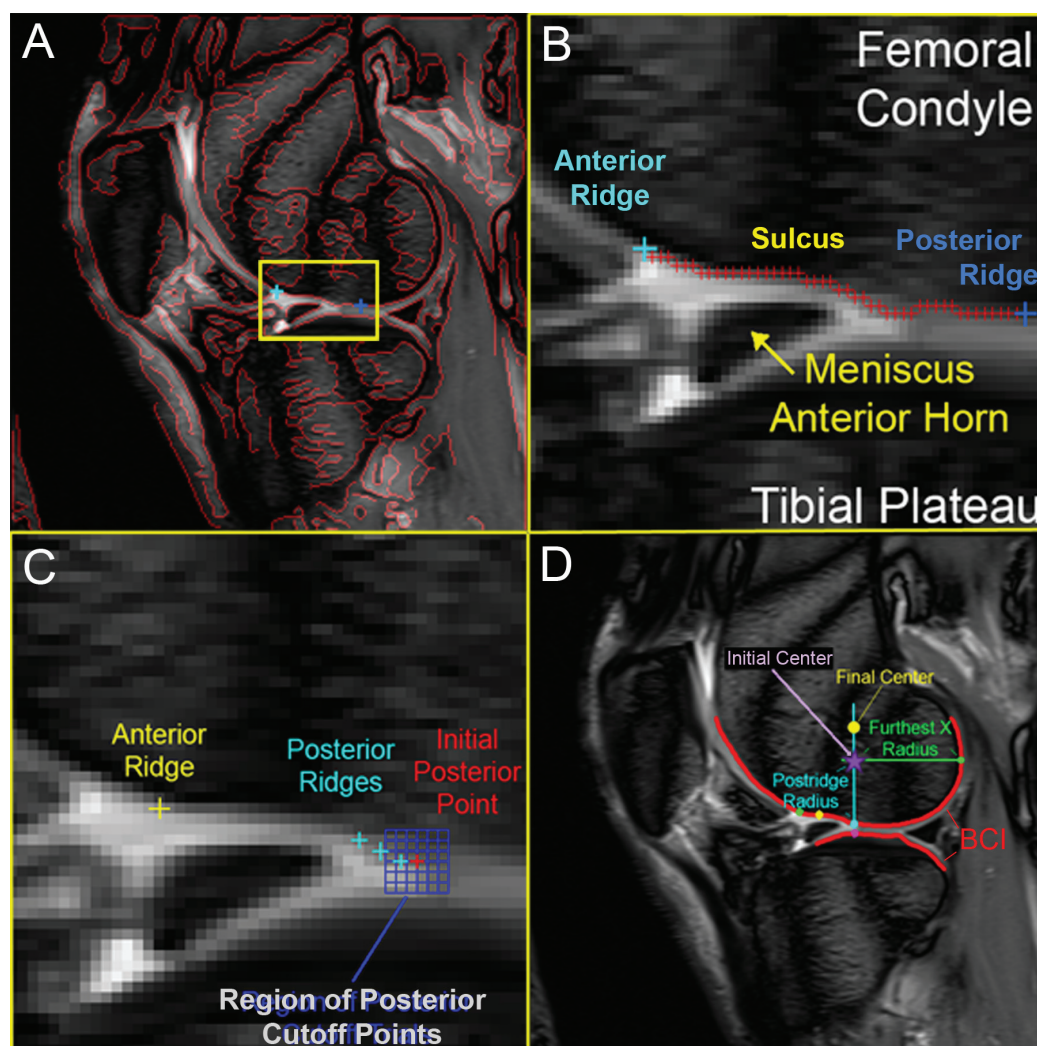 A
B
Femoral
Condyle
Anterior
Ridge
Sulcus
Posterior
Ridge
Meniscus
Anterior Horn
Tibial Plateau
C
Anterior
Ridge
Posterior
Ridges
Initial
Posterior
Point
Region of Posterior
Cutoff Points
D
Initial Center
Final Center
Furthest X
Radius
Postridge
Radius
BCI